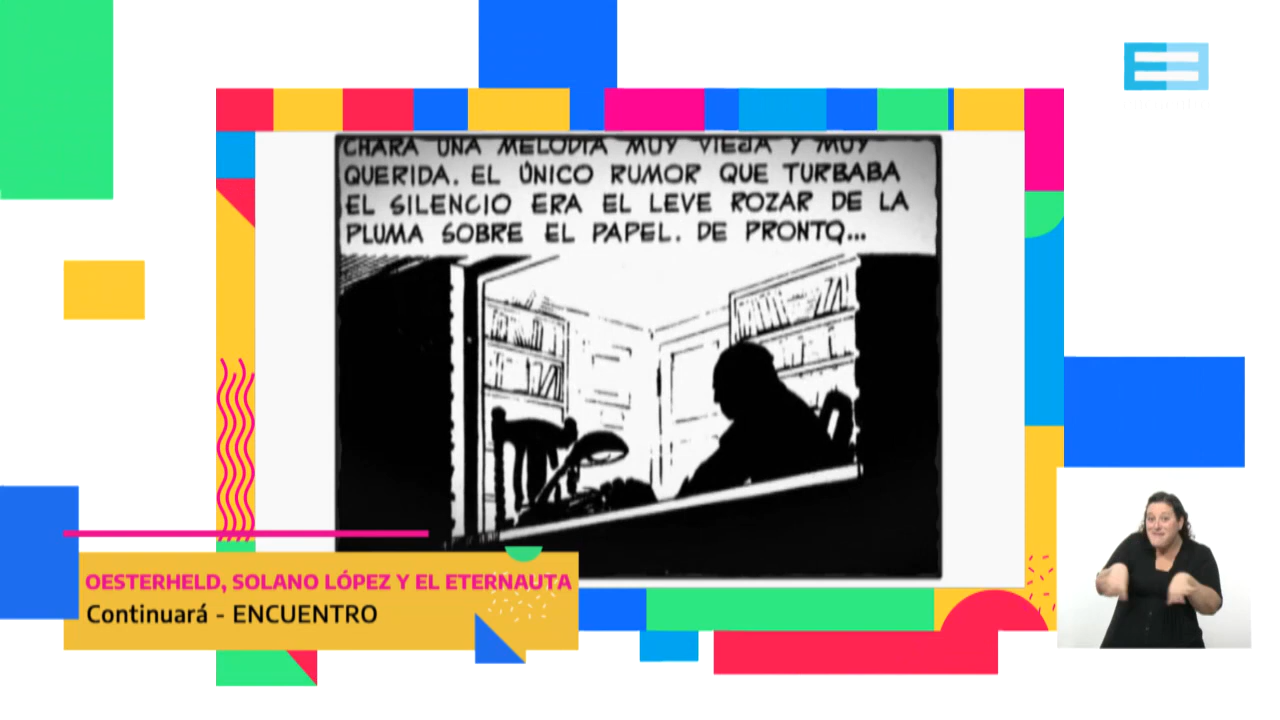 CHARÁ UNA MELODÍA MUY VIEJA Y MUY
QUERIDA. EL ÚNICO RUMOR QUE TURBABA
EL SILENCIO ERA EL LEVE ROZAR DE LA
PLUMA SOBRE EL PAPEL. DE PRONTO...
OESTERHELD, SOLANO LÓPEZ Y EL ETERNAUTA
Continuará - ENCUENTRO